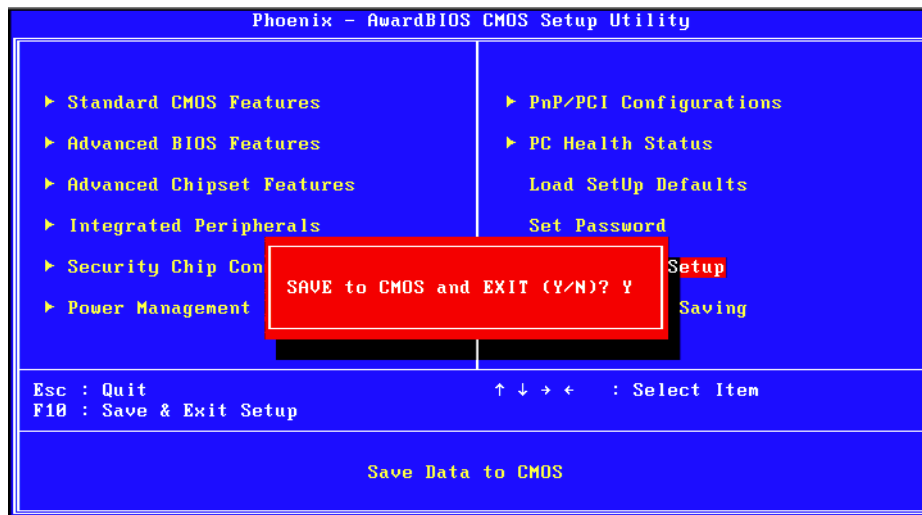 Phoenix - AwardBIOS CMOS Setup Utility
► Standard CMOS Features
► Advanced BIOS Features
► Advanced Chipset Features
► Integrated Peripherals
► Security Chip Con
► Power Management
► PnP/PCI Configurations
► PC Health Status
Load SetUp Defaults
Set Password
Setup
Saving
SAVE to CMOS and EXIT (Y/N)? Y
Esc : Quit
F10 : Save & Exit Setup
↑ ↓ → ← : Select Item
Save Data to CMOS